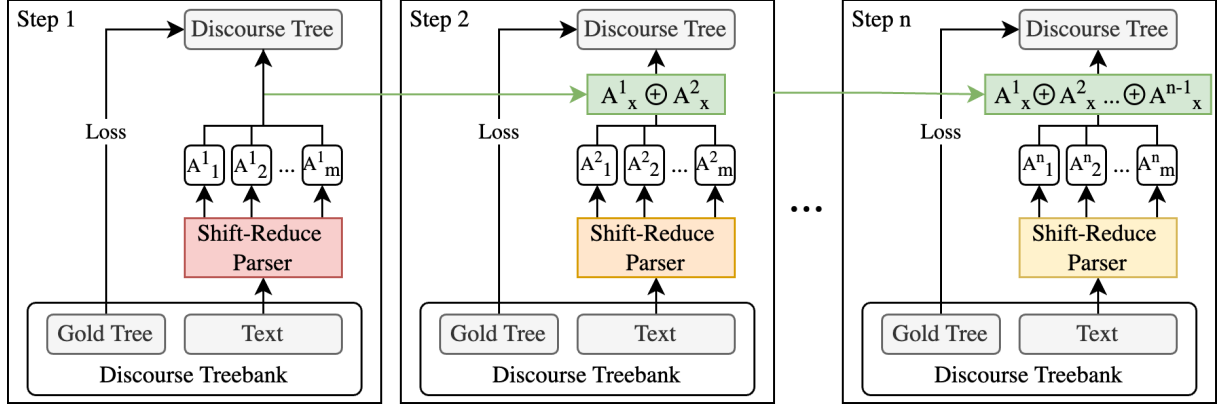 Step 1
Discourse Tree
Loss
A¹₁ A¹₂ ... A¹ₘ
Shift-Reduce
Parser
Gold Tree
Text
Discourse Treebank
Step 2
Discourse Tree
A¹ₓ ⊕ A²ₓ
Loss
A²₁ A²₂ ... A²ₘ
Shift-Reduce
Parser
Gold Tree
Text
Discourse Treebank
...
Step n
Discourse Tree
A¹ₓ ⊕ A²ₓ ... ⊕ Aⁿ⁻¹ₓ
Loss
Aⁿ₁ Aⁿ₂ ... Aⁿₘ
Shift-Reduce
Parser
Gold Tree
Text
Discourse Treebank